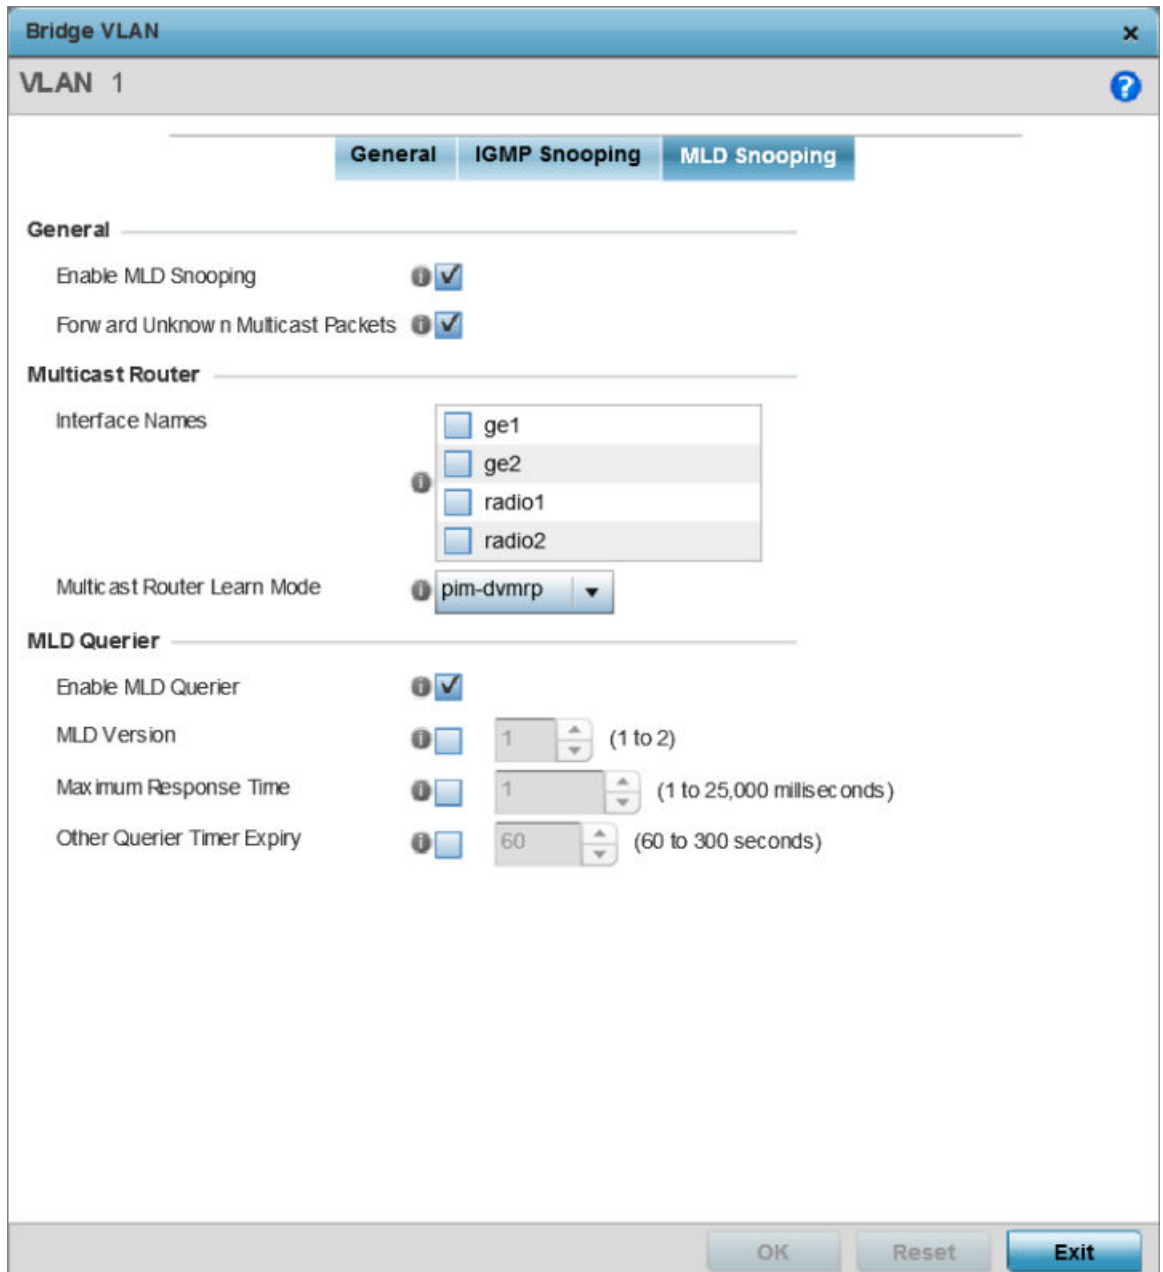 Bridge VLAN
VLAN 1
General IGMP Snooping MLD Snooping
General
Enable MLD Snooping
Forward Unknown Multicast Packets
Multicast Router
Interface Names
ge1
ge2
radio1
radio2
Multicast Router Learn Mode pim-dvmrp
MLD Querier
Enable MLD Querier
MLD Version 1 (1 to 2)
Maximum Response Time 1 (1 to 25,000 milliseconds)
Other Querier Timer Expiry 60 (60 to 300 seconds)
OK Reset Exit